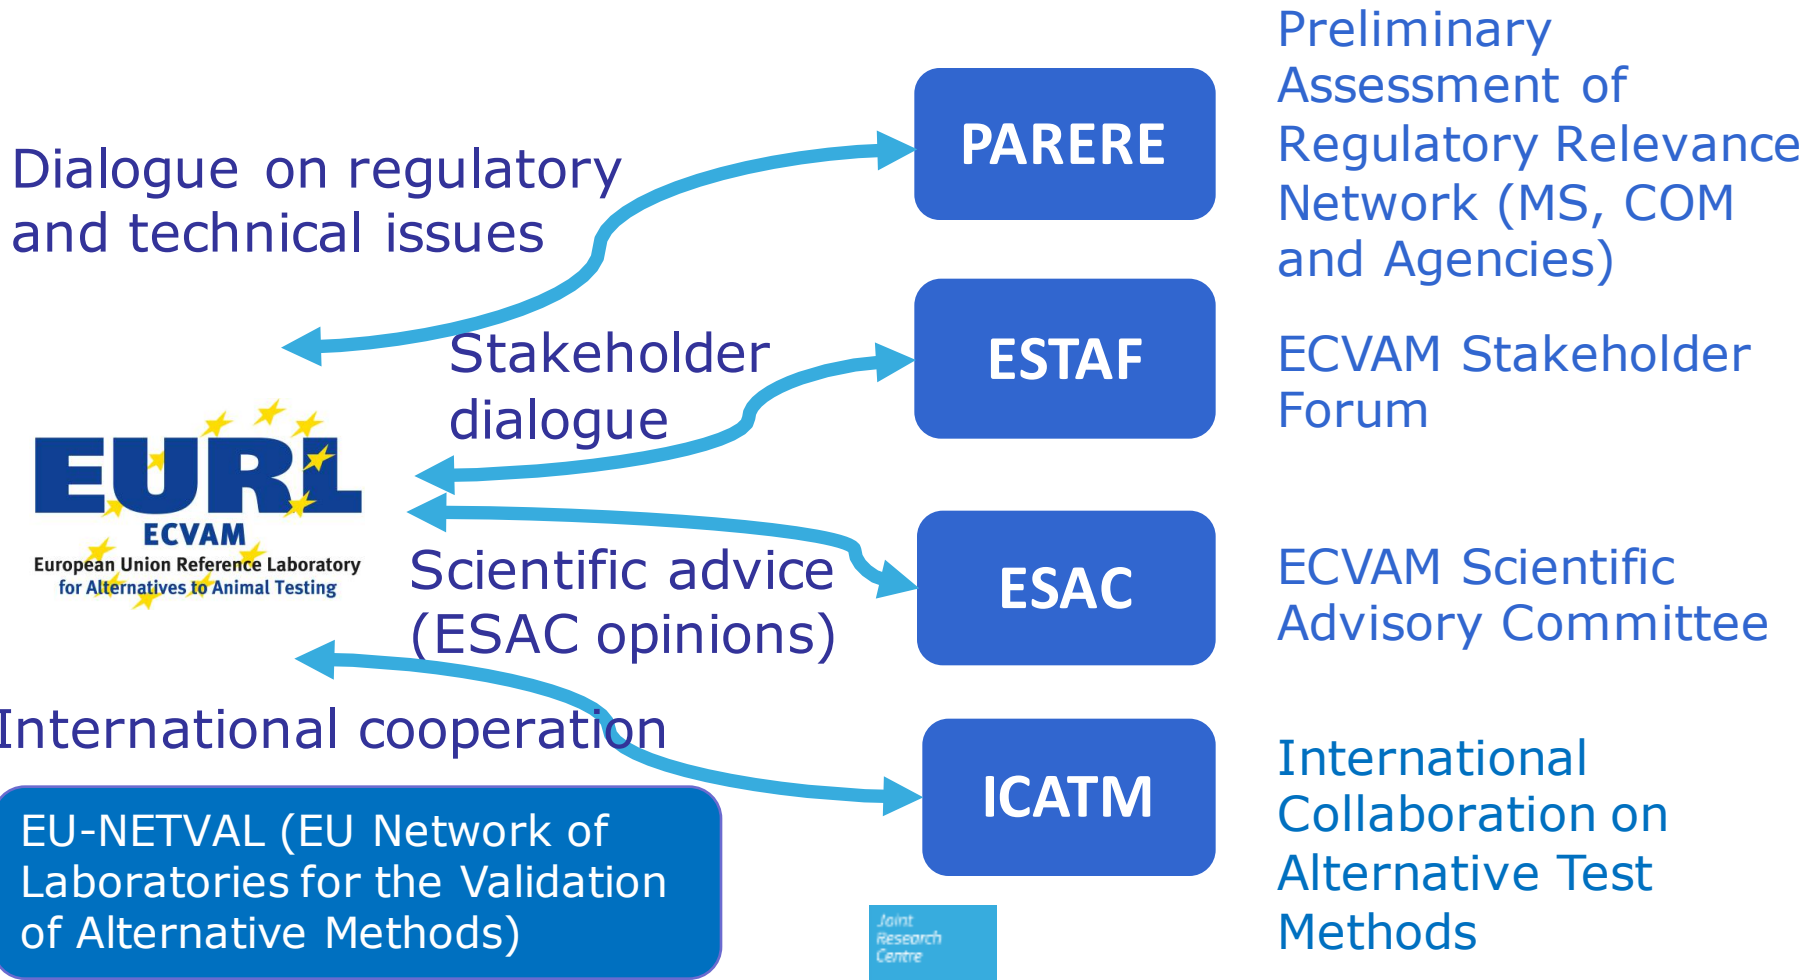 Preliminary
Assessment of
Regulatory Relevance
Network (MS, COM
and Agencies)
PARERE
Dialogue on regulatory
and technical issues
Stakeholder
dialogue
ESTAF
ECVAM Stakeholder
Forum
EURL
ECVAM
European Union Reference Laboratory
for Alternatives to Animal Testing
Scientific advice
(ESAC opinions)
ESAC
ECVAM Scientific
Advisory Committee
International cooperation
ICATM
International
Collaboration on
Alternative Test
Methods
EU-NETVAL (EU Network of
Laboratories for the Validation
of Alternative Methods)
Joint
Research
Centre